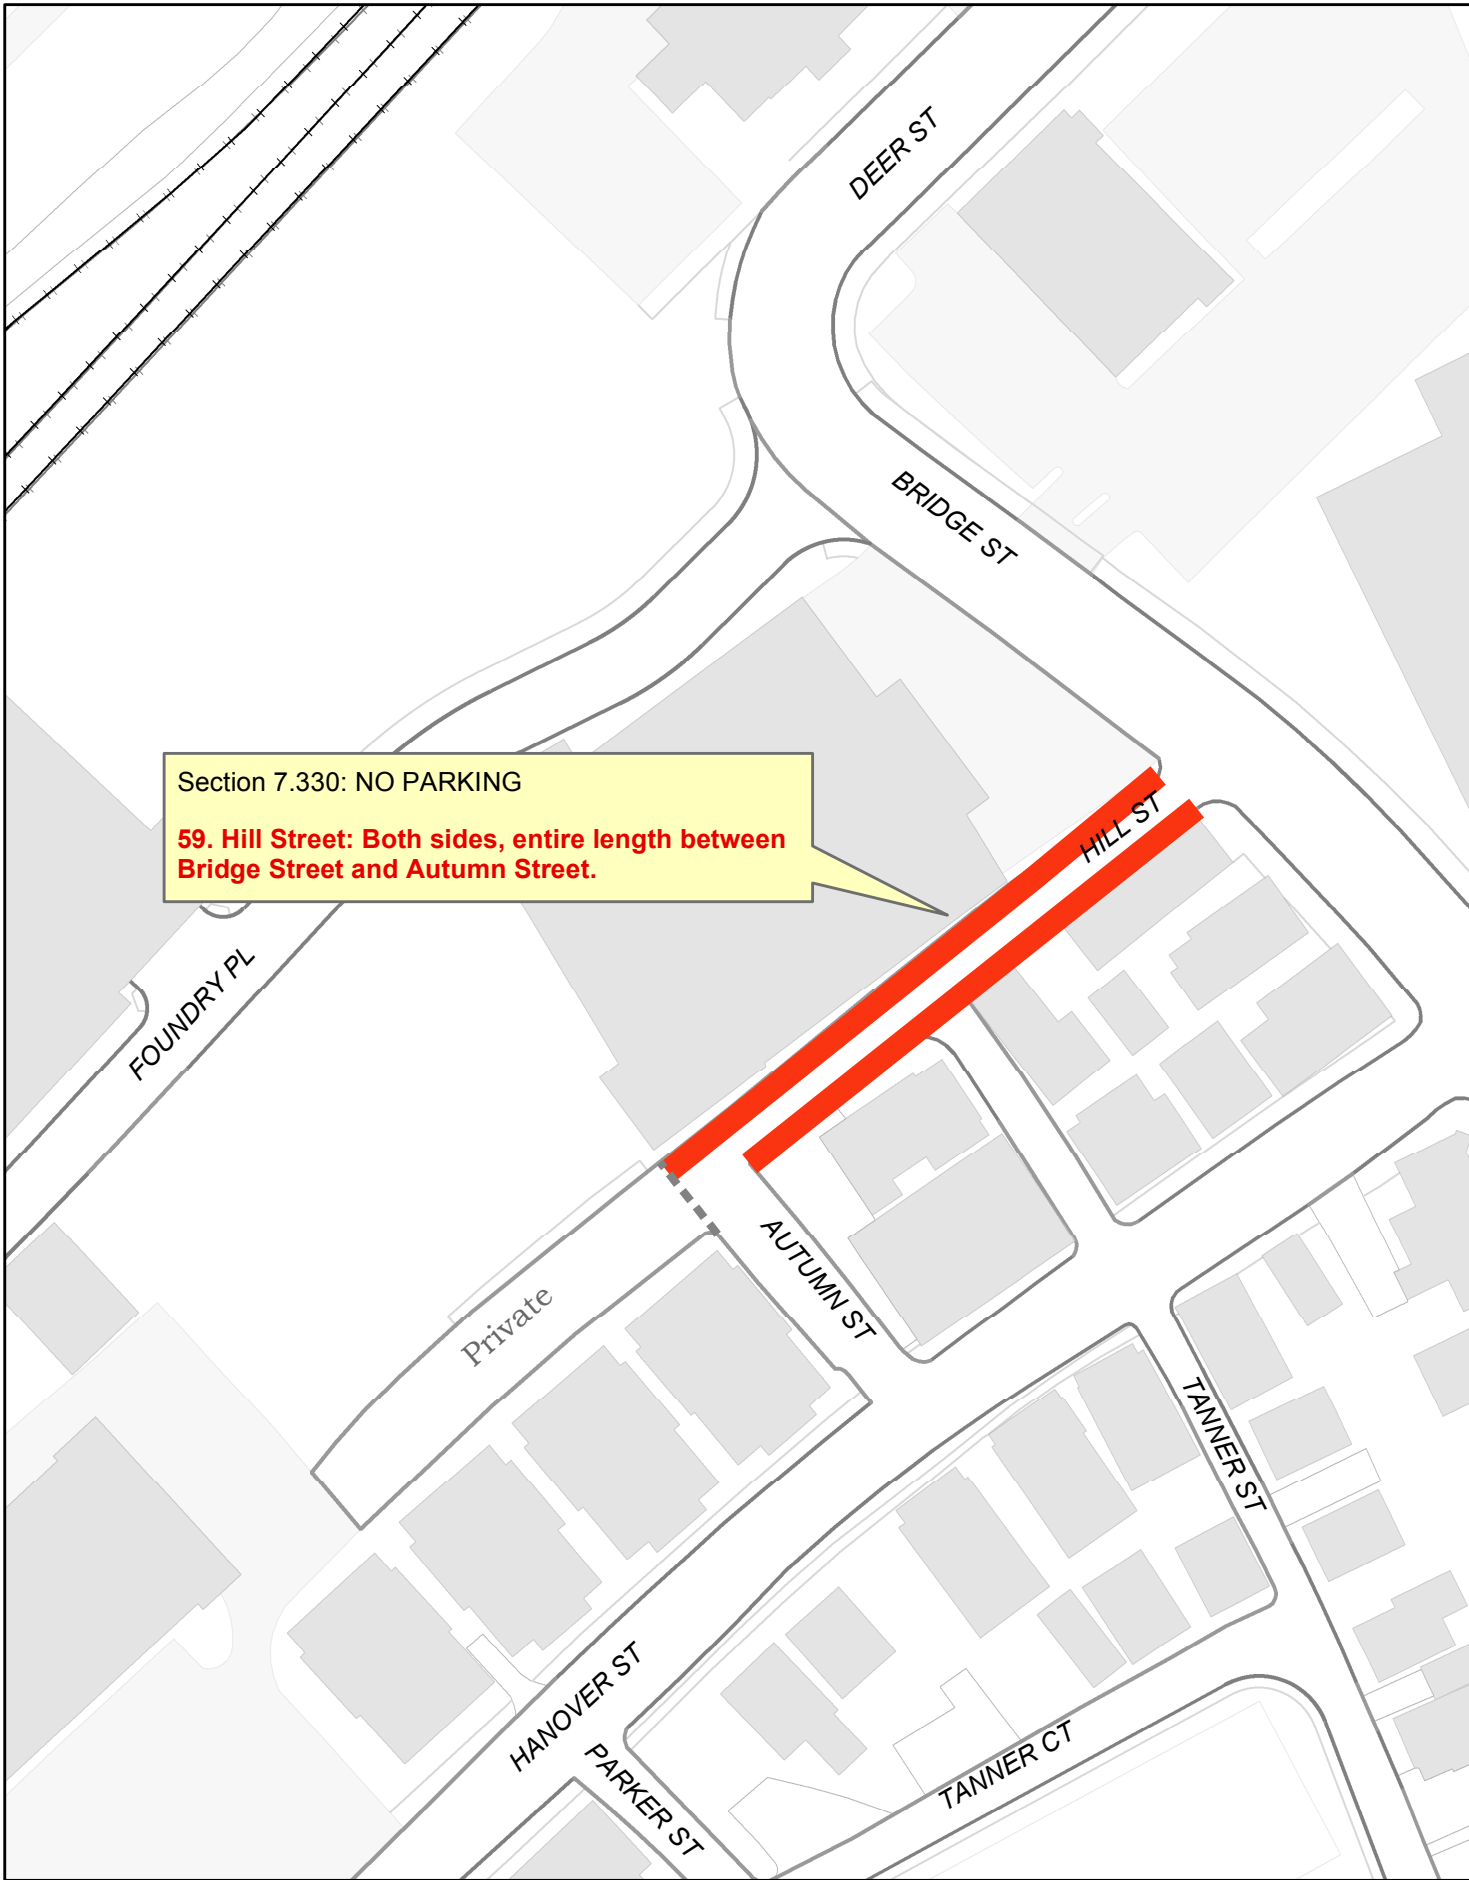 DEER ST
BRIDGE ST
Section 7.330: NO PARKING
59. Hill Street: Both sides, entire length between
Bridge Street and Autumn Street.
HILL ST
FOUNDRY PL
AUTUMN ST
Private
TANNER ST
HANOVER ST
PARKER ST
TANNER CT